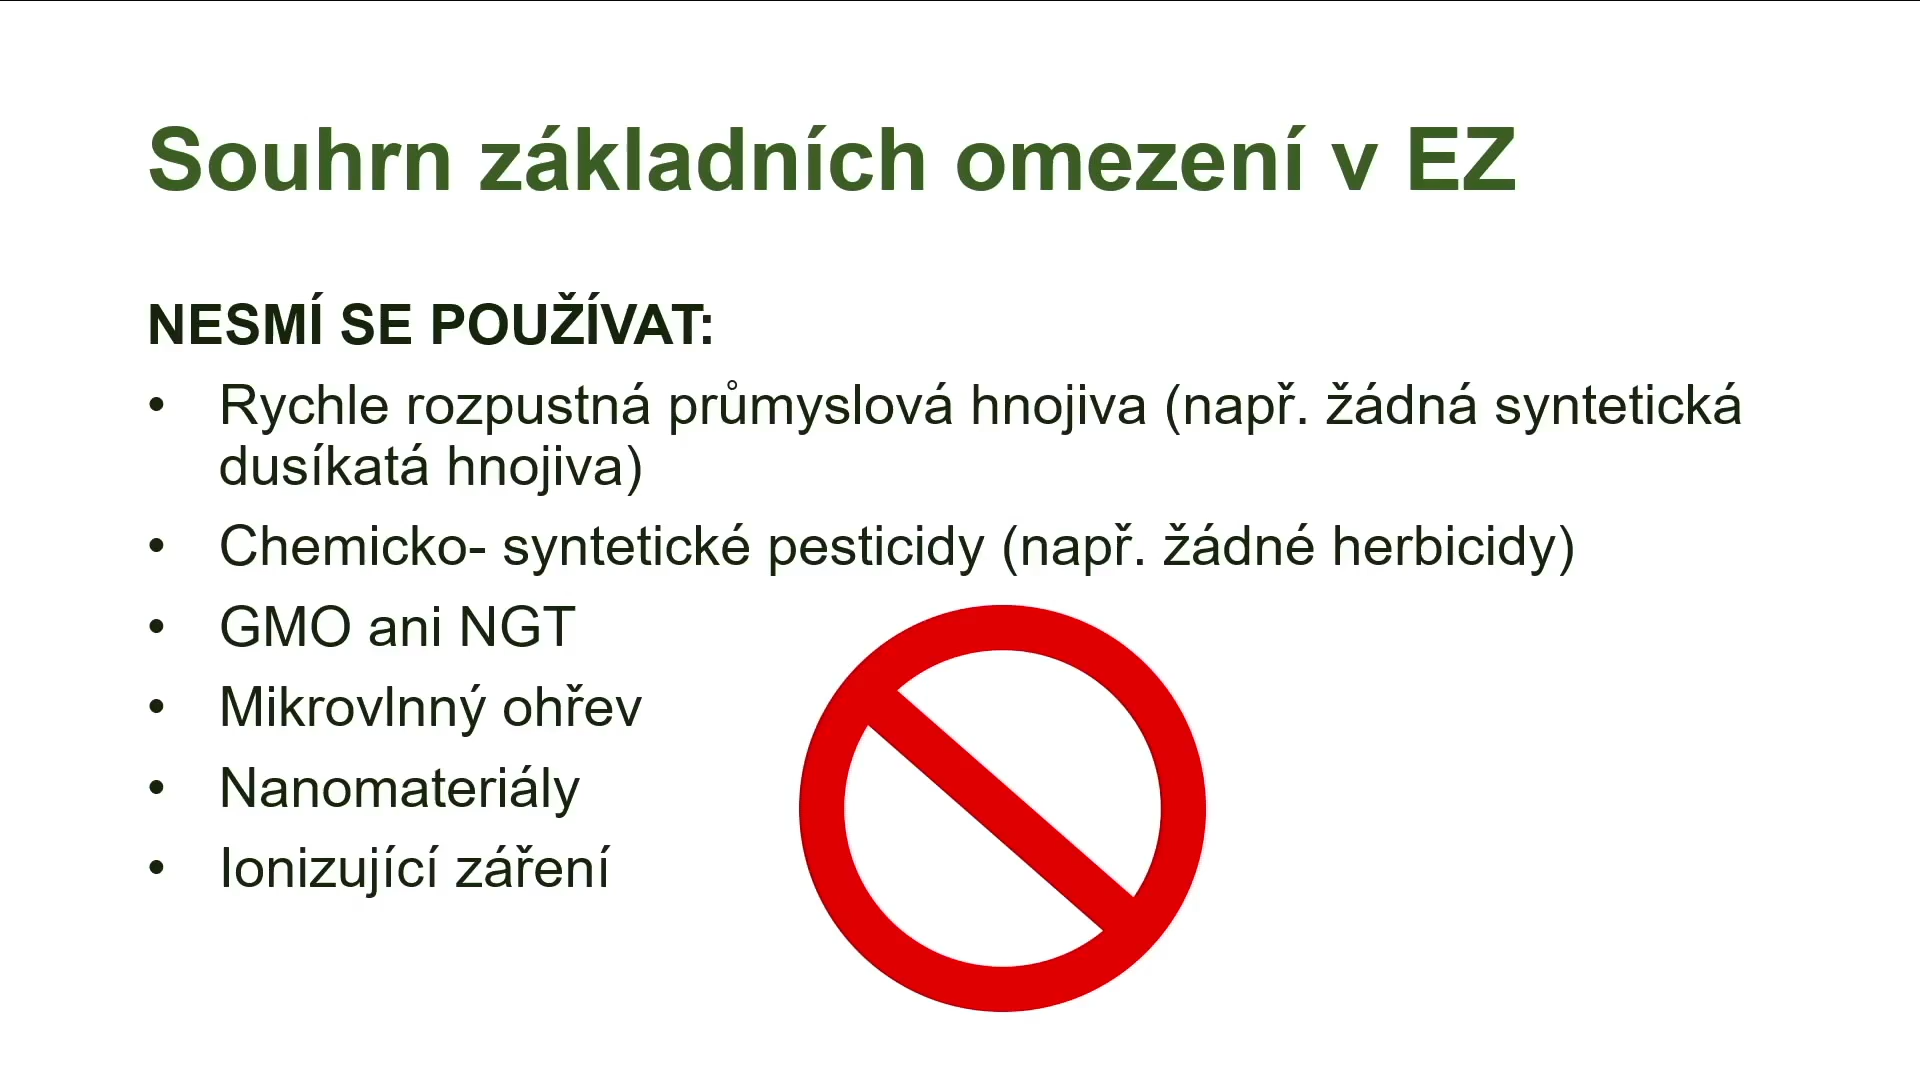 Souhrn základních omezení v EZ
NESMÍ SE POUŽÍVAT:
• Rychle rozpustná průmyslová hnojiva (např. žádná syntetická
dusíkatá hnojiva)
• Chemicko- syntetické pesticidy (např. žádné herbicidy)
• GMO ani NGT
• Mikrovlnný ohřev
• Nanomateriály
• Ionizující záření